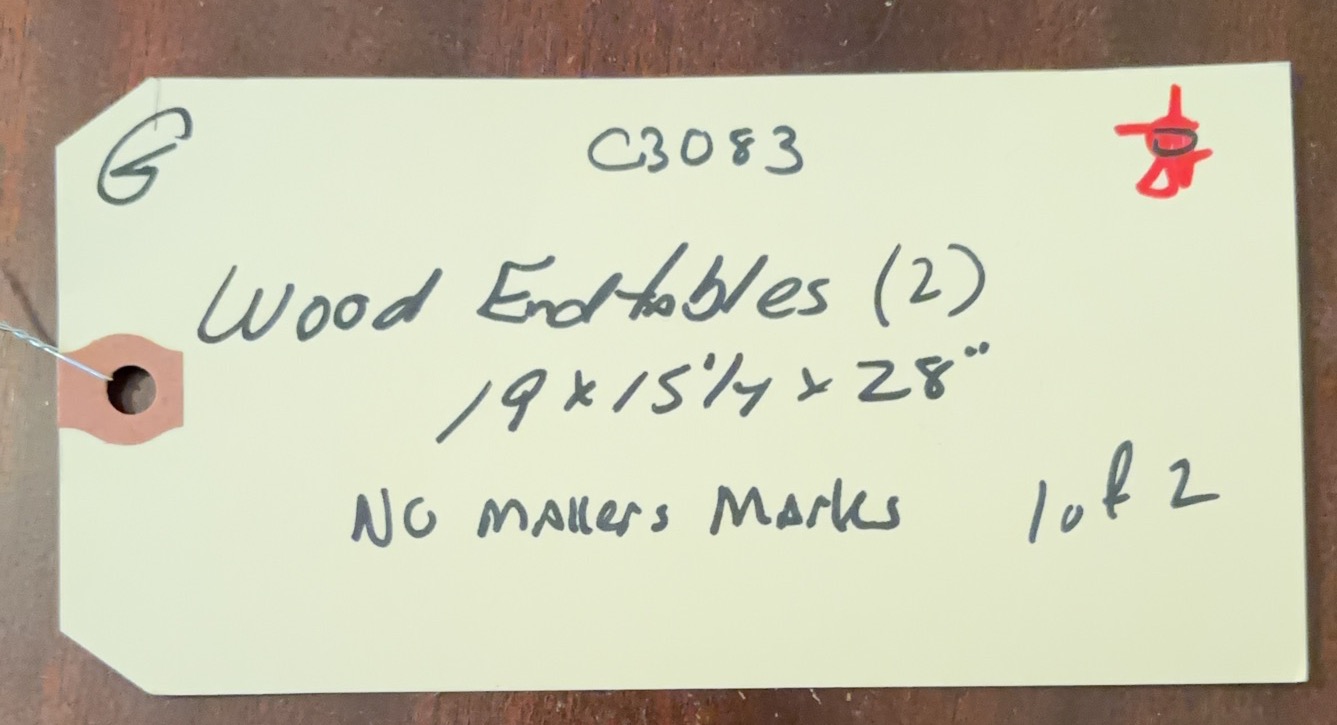 G C3083
Wood Endtables (2)
19 x 15 1/4 x 28"
No Makers Marks 1 of 2